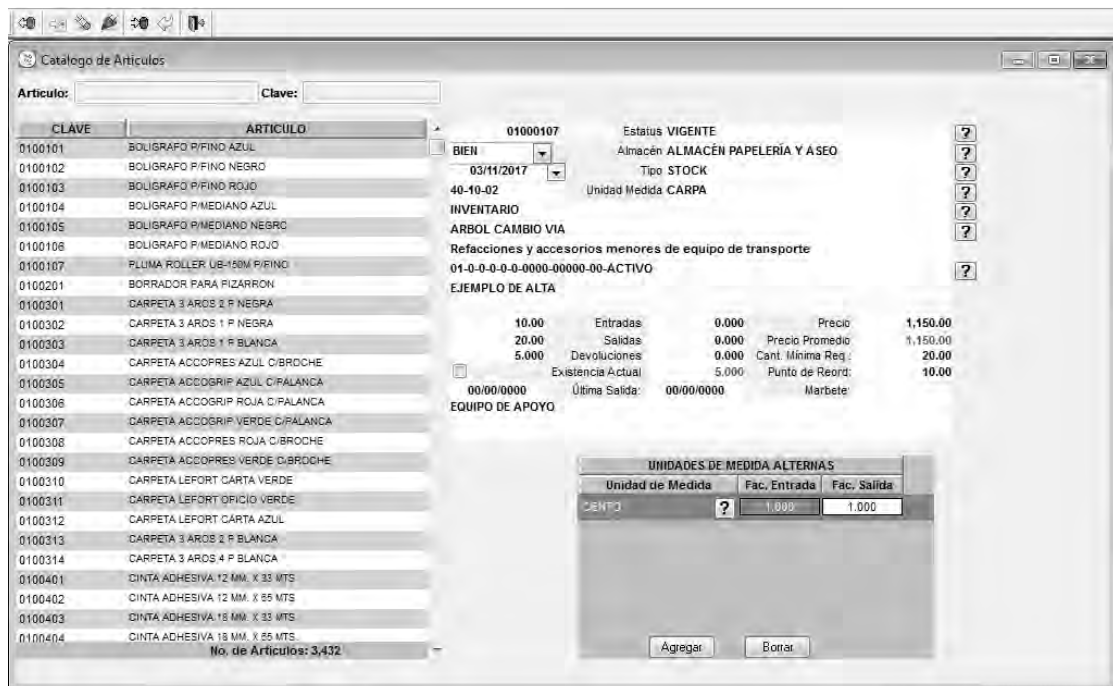 Catálogo de Artículos
Artículo: Clave:
CLAVE ARTICULO
0100101 BOLIGRAFO P/FINO AZUL
0100102 BOLIGRAFO P/FINO NEGRO
0100103 BOLIGRAFO P/FINO ROJO
0100104 BOLIGRAFO P/MEDIANO AZUL
0100105 BOLIGRAFO P/MEDIANO NEGRO
0100106 BOLIGRAFO P/MEDIANO ROJO
0100107 PLUMA ROLLER UB-150M P/FINO
0100201 BORRADOR PARA PIZARRON
0100301 CARPETA 3 AROS 2 P NEGRA
0100302 CARPETA 3 AROS 1 P NEGRA
0100303 CARPETA 3 AROS 1 P BLANCA
0100304 CARPETA ACCOPRES AZUL C/BROCHE
0100305 CARPETA ACCOGRIP AZUL C/PALANCA
0100306 CARPETA ACCOGRIP ROJA C/PALANCA
0100307 CARPETA ACCOGRIP VERDE C/PALANCA
0100308 CARPETA ACCOPRES ROJA C/BROCHE
0100309 CARPETA ACCOPRES VERDE C/BROCHE
0100310 CARPETA LEFORT CARTA VERDE
0100311 CARPETA LEFORT OFICIO VERDE
0100312 CARPETA LEFORT CARTA AZUL
0100313 CARPETA 3 AROS 2 P BLANCA
0100314 CARPETA 3 AROS 4 P BLANCA
0100401 CINTA ADHESIVA 12 MM. X 33 MTS
0100402 CINTA ADHESIVA 12 MM. X 65 MTS
0100403 CINTA ADHESIVA 18 MM. X 33 MTS
0100404 CINTA ADHESIVA 18 MM. X 65 MTS
No. de Artículos: 3,432
01000107 Estatus VIGENTE ?
BIEN Almacén ALMACÉN PAPELERÍA Y ASEO ?
03/11/2017 Tipo STOCK ?
40-10-02 Unidad Medida CARPA ?
INVENTARIO ?
ARBOL CAMBIO VIA ?
Refacciones y accesorios menores de equipo de transporte
01-0-0-0-0-0-0000-00000-00-ACTIVO ?
EJEMPLO DE ALTA
10.00 Entradas 0.000 Precio 1,150.00
20.00 Salidas 0.000 Precio Promedio 1,150.00
5.000 Devoluciones 0.000 Cant. Mínima Req.: 20.00
Existencia Actual 5.000 Punto de Reord: 10.00
00/00/0000 Última Salida: 00/00/0000 Marbete:
EQUIPO DE APOYO
UNIDADES DE MEDIDA ALTERNAS
Unidad de Medida Fac. Entrada Fac. Salida
CIENTO ? 1.000 1.000
Agregar Borrar